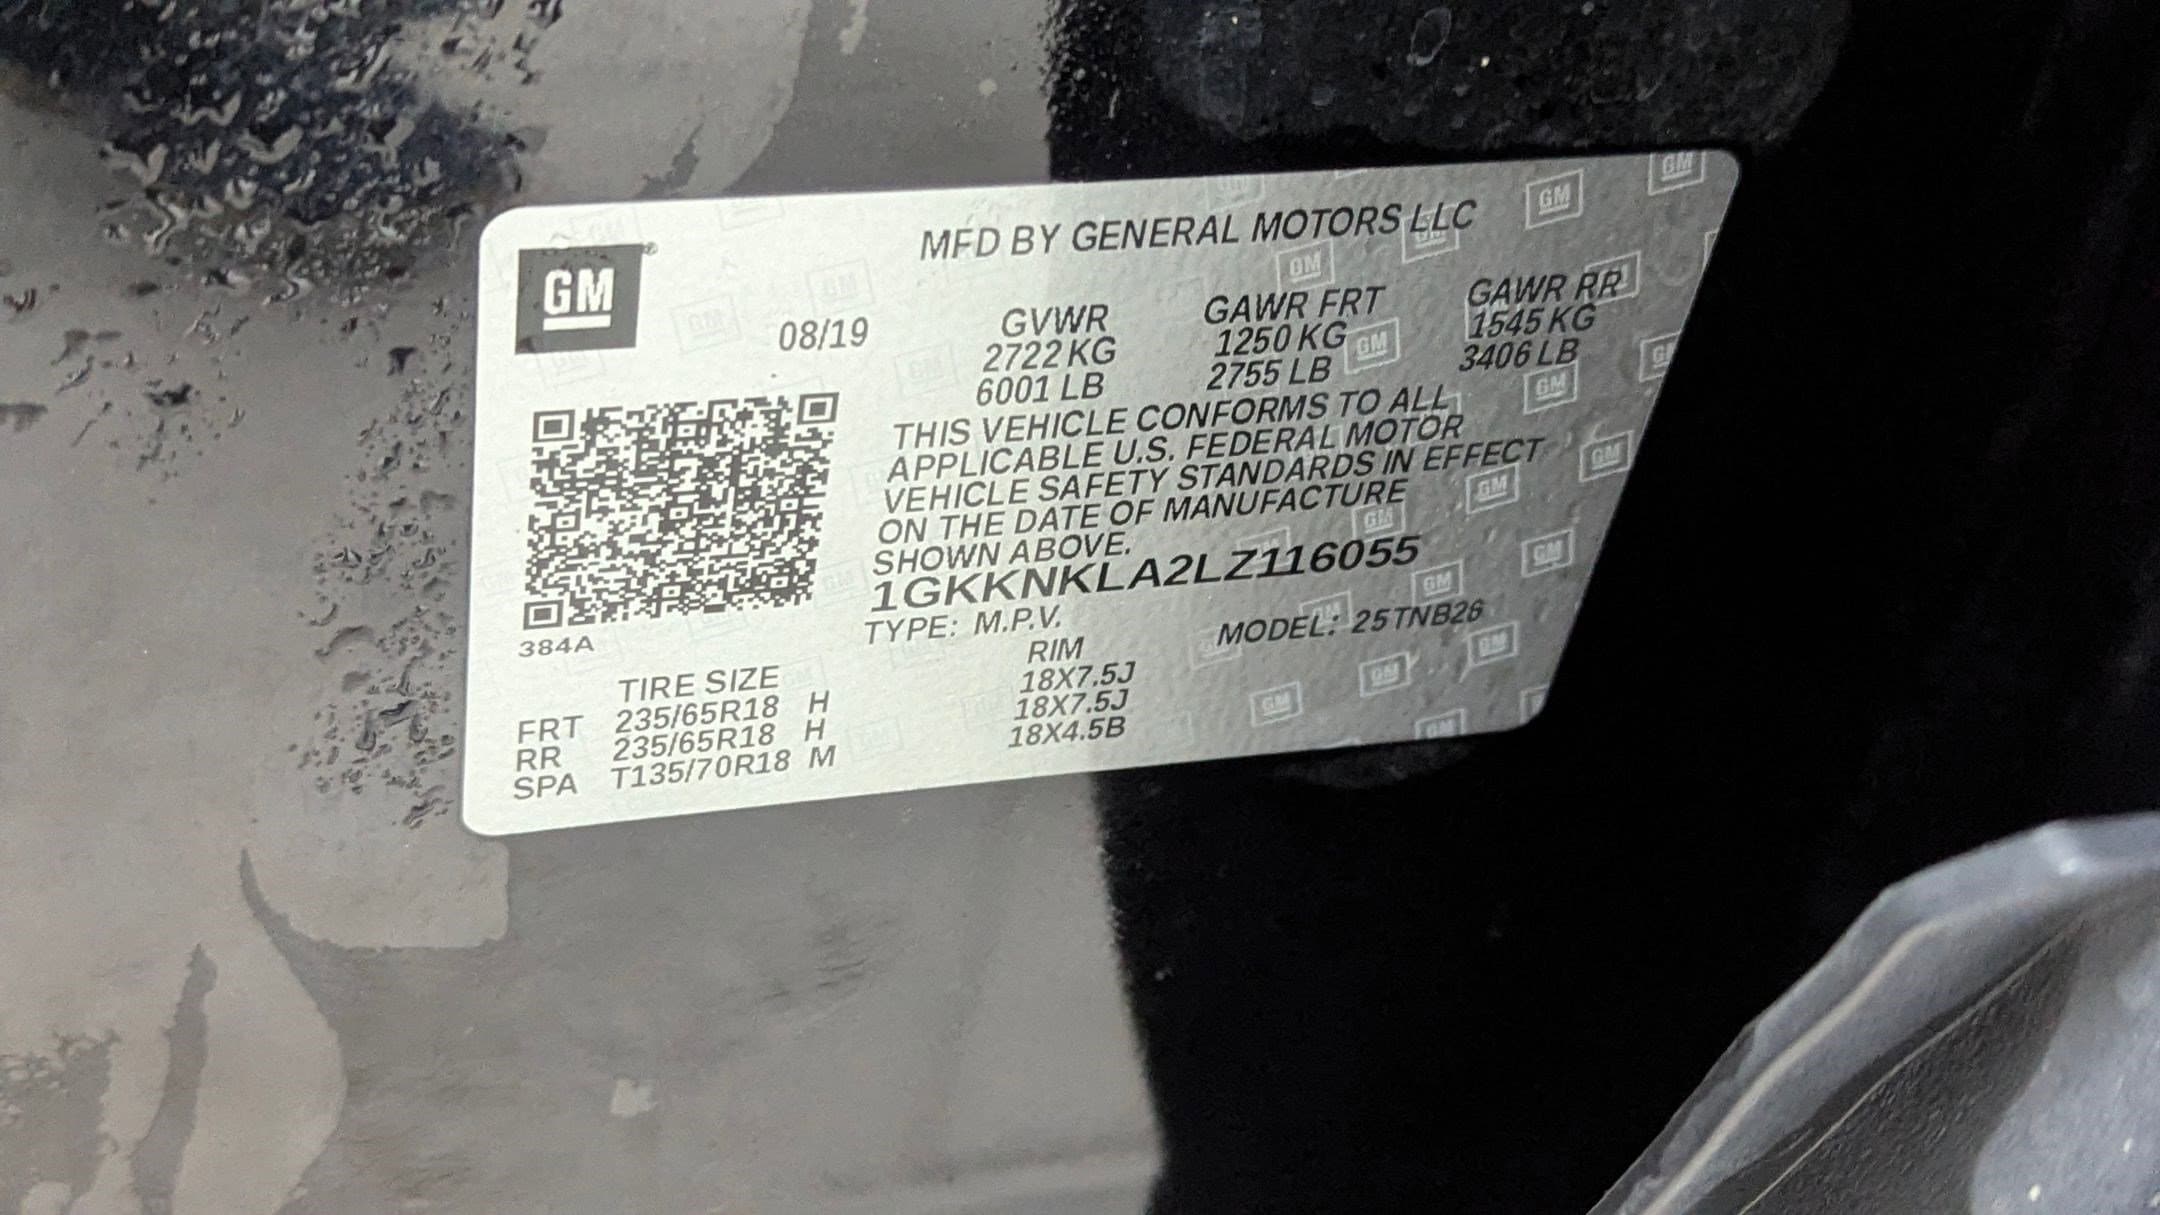 MFD BY GENERAL MOTORS LLC
GM
08/19
GVWR GAWR FRT GAWR RR
2722 KG 1250 KG 1545 KG
6001 LB 2755 LB 3406 LB
THIS VEHICLE CONFORMS TO ALL
APPLICABLE U.S. FEDERAL MOTOR
VEHICLE SAFETY STANDARDS IN EFFECT
ON THE DATE OF MANUFACTURE
SHOWN ABOVE.
1GKKNKLA2LZ116055
TYPE: M.P.V. MODEL: 25TNB26
384A
TIRE SIZE RIM
FRT 235/65R18 H 18X7.5J
RR 235/65R18 H 18X7.5J
SPA T135/70R18 M 18X4.5B